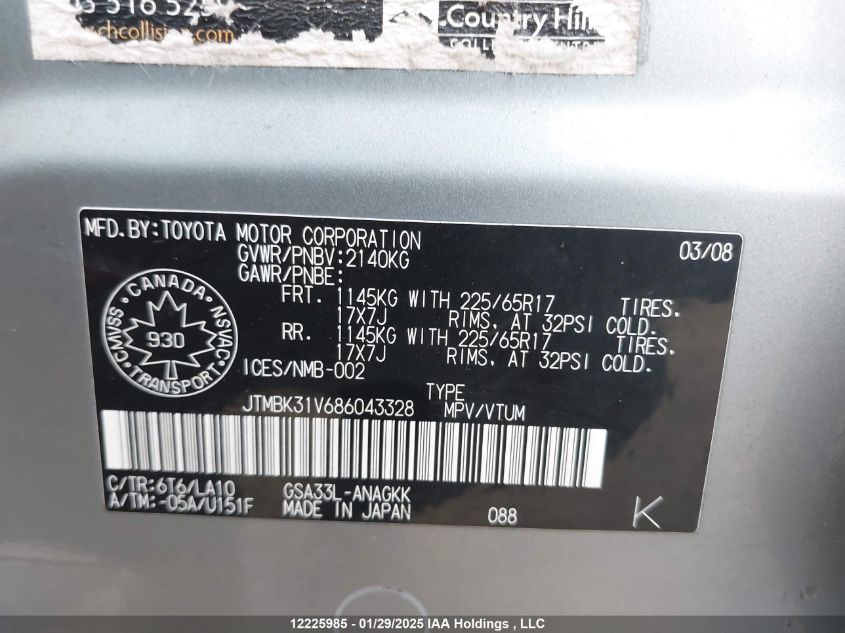 Country Hil
MFD.BY:TOYOTA MOTOR CORPORATION 03/08
GVWR/PNBV:2140KG
GAWR/PNBE:
FRT. 1145KG WITH 225/65R17 TIRES.
17X7J RIMS. AT 32PSI COLD.
RR. 1145KG WITH 225/65R17 TIRES.
17X7J RIMS. AT 32PSI COLD.
ICES/NMB-002
CANADA
CMVSS 930 NSVAC
TRANSPORT
TYPE
JTMBK31V686043328 MPV/VTUM
C/TR:6T6/LA10 GSA33L-ANAGKK
A/TM:-05A/U151F MADE IN JAPAN 088 K
12225985 - 01/29/2025 IAA Holdings , LLC